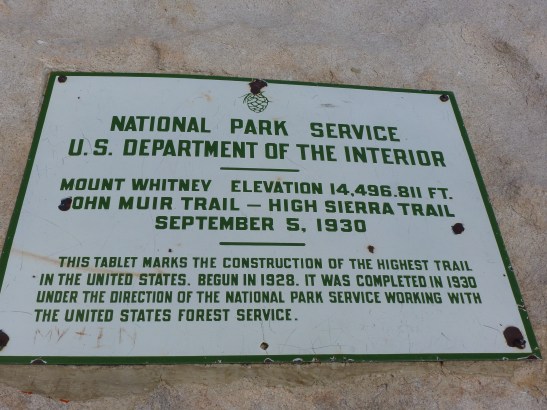 NATIONAL PARK SERVICE
U.S. DEPARTMENT OF THE INTERIOR
MOUNT WHITNEY ELEVATION 14,496.811 FT.
JOHN MUIR TRAIL – HIGH SIERRA TRAIL
SEPTEMBER 5, 1930
THIS TABLET MARKS THE CONSTRUCTION OF THE HIGHEST TRAIL
IN THE UNITED STATES. BEGUN IN 1928. IT WAS COMPLETED IN 1930
UNDER THE DIRECTION OF THE NATIONAL PARK SERVICE WORKING WITH
THE UNITED STATES FOREST SERVICE.